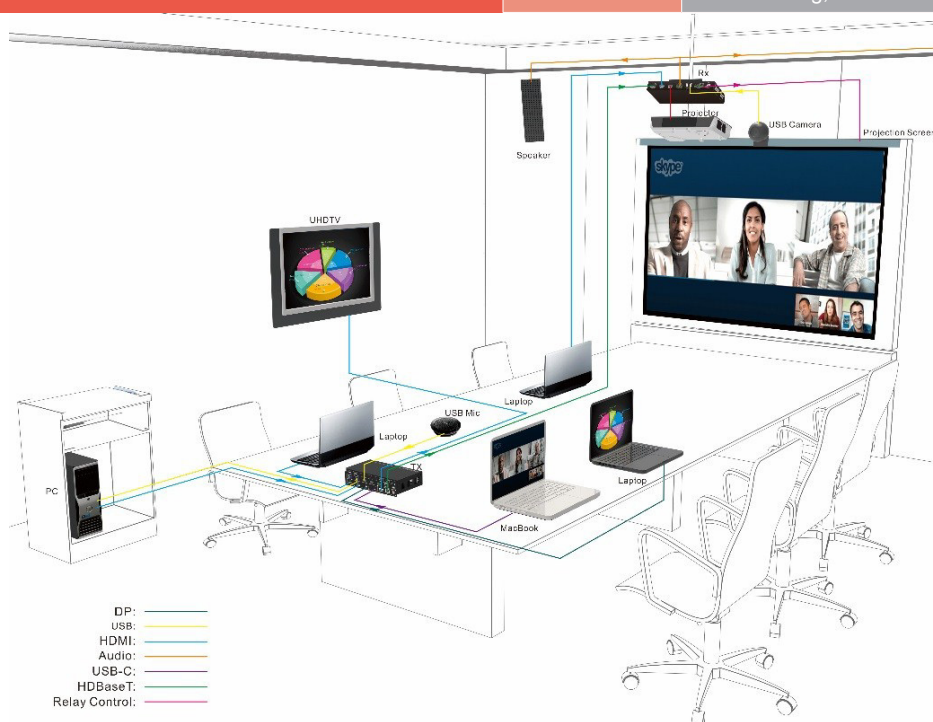 Rx
Projector
USB Camera
Projection Screen
Speaker
skype
UHDTV
Laptop
USB Mic
Laptop
TX
PC
Laptop
MacBook
DP:
USB:
HDMI:
Audio:
USB-C:
HDBaseT:
Relay Control: